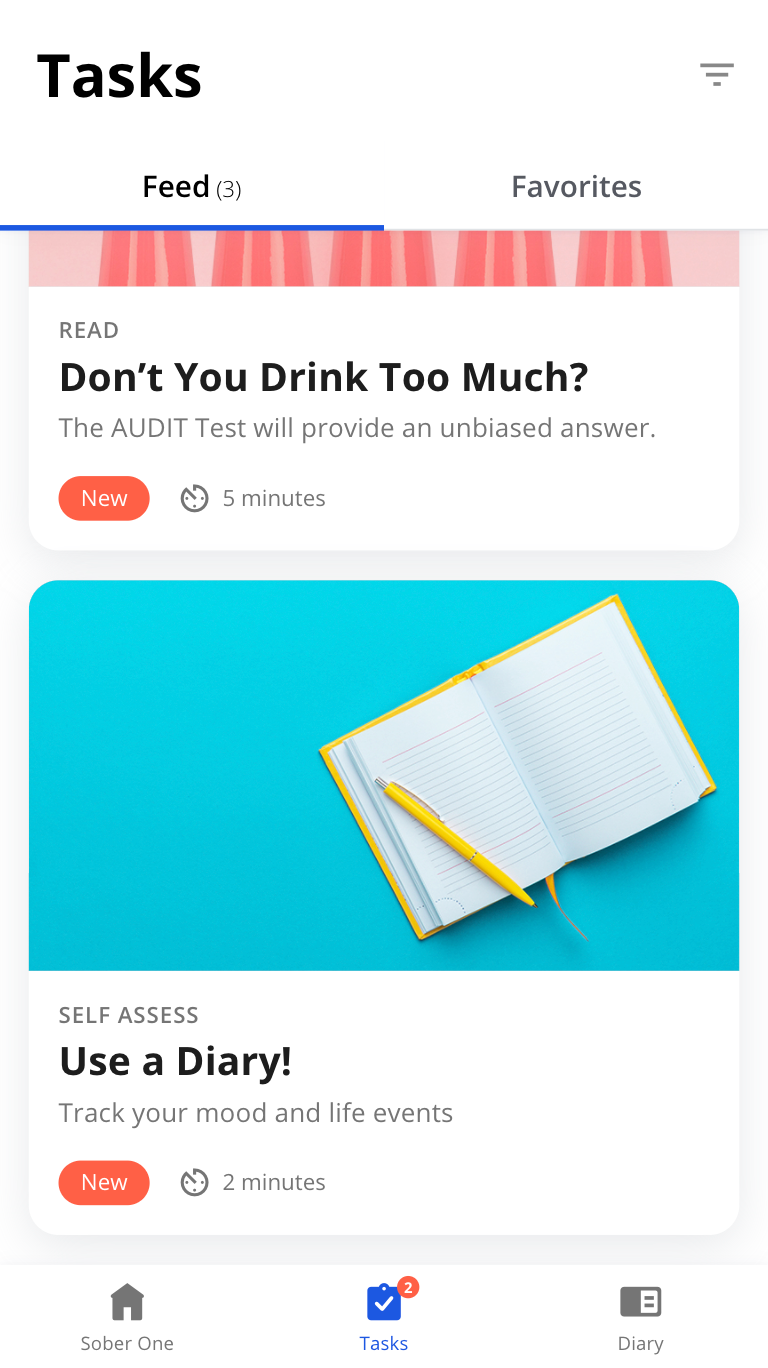 Tasks
Feed (3)
Favorites
READ
Don’t You Drink Too Much?
The AUDIT Test will provide an unbiased answer.
New
5 minutes
SELF ASSESS
Use a Diary!
Track your mood and life events
New
2 minutes
2
Sober One
Tasks
Diary